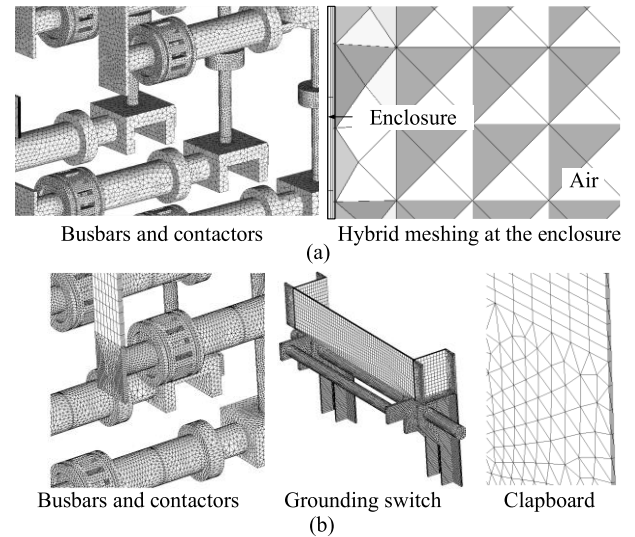 Enclosure
Air
Busbars and contactors
Hybrid meshing at the enclosure
(a)
Busbars and contactors
Grounding switch
Clapboard
(b)